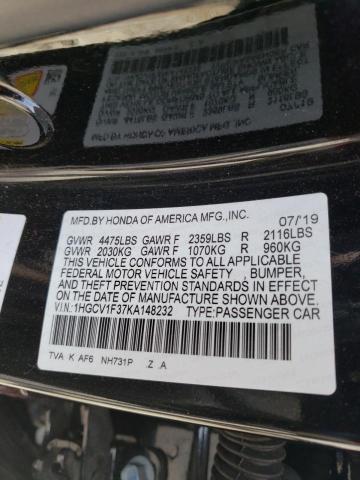 MFD.BY HONDA OF AMERICA MFG.,INC. 07/19
GVWR 4475LBS GAWR F 2359LBS R 2116LBS
GVWR 2030KG GAWR F 1070KG R 960KG
THIS VEHICLE CONFORMS TO ALL APPLICABLE
FEDERAL MOTOR VEHICLE SAFETY , BUMPER,
AND THEFT PREVENTION STANDARDS IN EFFECT
ON THE DATE OF MANUFACTURE SHOWN ABOVE.
V.I.N.:1HGCV1F37KA148232 TYPE:PASSENGER CAR
TVA K AF6 NH731P .Z .A